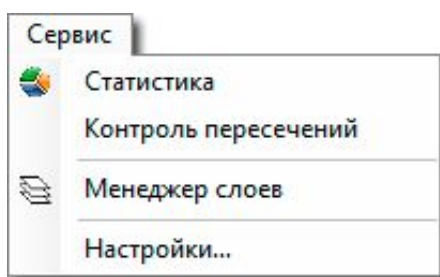 Сервис
Статистика
Контроль пересечений
Менеджер слоев
Настройки...